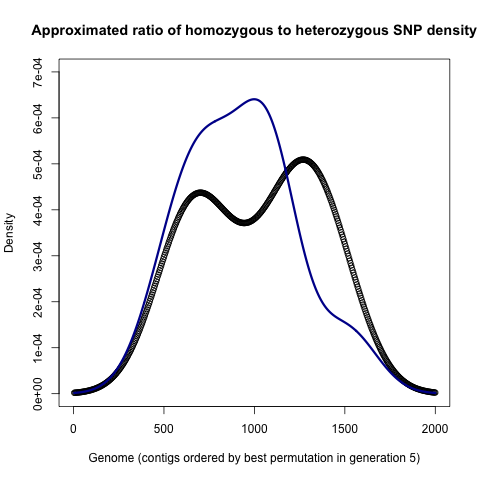 Approximated ratio of homozygous to heterozygous SNP density
7e-04
6e-04
5e-04
4e-04
3e-04
2e-04
1e-04
0e+00
Density
0 500 1000 1500 2000
Genome (contigs ordered by best permutation in generation 5)